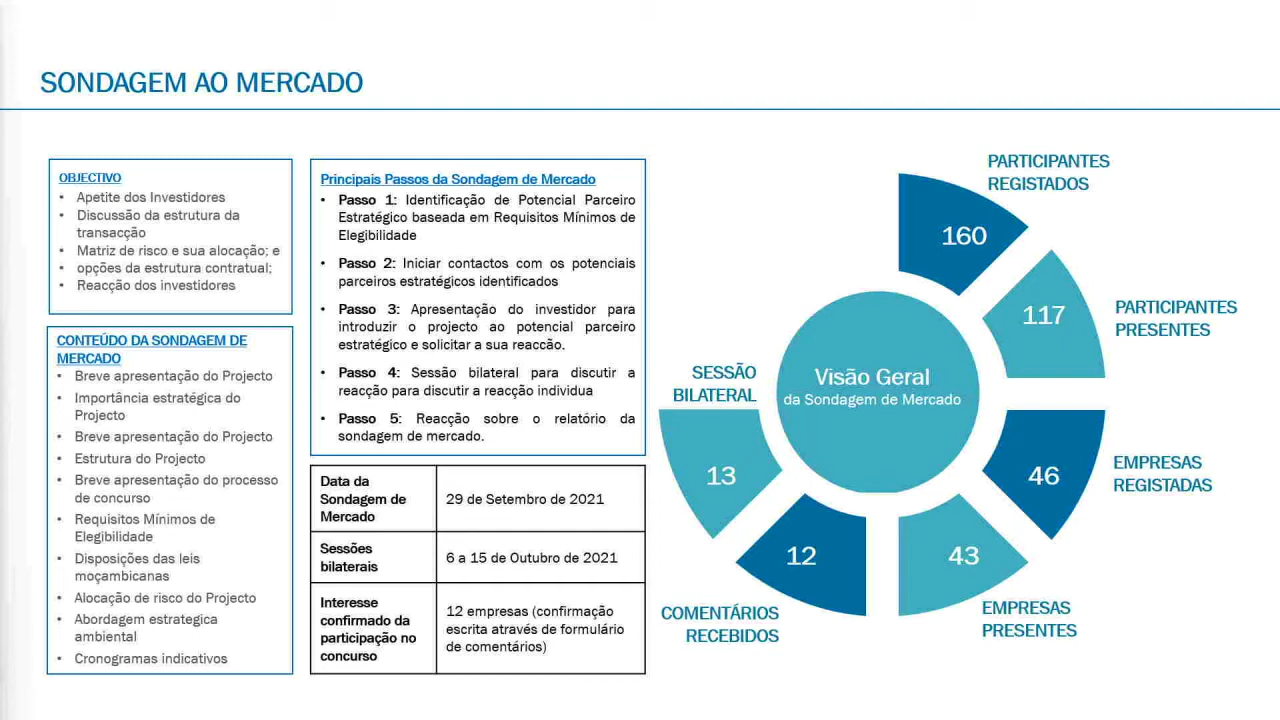 SONDAGEM AO MERCADO
OBJECTIVO
• Apetite dos Investidores
• Discussão da estrutura da
transacção
• Matriz de risco e sua alocação; e
• opções da estrutura contratual;
• Reacção dos investidores
CONTEÚDO DA SONDAGEM DE
MERCADO
• Breve apresentação do Projecto
• Importância estratégica do
Projecto
• Breve apresentação do Projecto
• Estrutura do Projecto
• Breve apresentação do processo
de concurso
• Requisitos Mínimos de
Elegibilidade
• Disposições das leis
moçambicanas
• Alocação de risco do Projecto
• Abordagem estrategica
ambiental
• Cronogramas indicativos
Principais Passos da Sondagem de Mercado
• Passo 1: Identificação de Potencial Parceiro
Estratégico baseada em Requisitos Mínimos de
Elegibilidade
• Passo 2: Iniciar contactos com os potenciais
parceiros estratégicos identificados
• Passo 3: Apresentação do investidor para
introduzir o projecto ao potencial parceiro
estratégico e solicitar a sua reaccão.
• Passo 4: Sessão bilateral para discutir a
reacção para discutir a reacção individua
• Passo 5: Reacção sobre o relatório da
sondagem de mercado.
Data da
Sondagem de
Mercado
29 de Setembro de 2021
Sessões
bilaterais
6 a 15 de Outubro de 2021
Interesse
confirmado da
participação no
concurso
12 empresas (confirmação
escrita através de formulário
de comentários)
PARTICIPANTES
REGISTADOS
160
PARTICIPANTES
PRESENTES
117
EMPRESAS
REGISTADAS
46
EMPRESAS
PRESENTES
43
COMENTÁRIOS
RECEBIDOS
12
SESSÃO
BILATERAL
13
Visão Geral
da Sondagem de Mercado